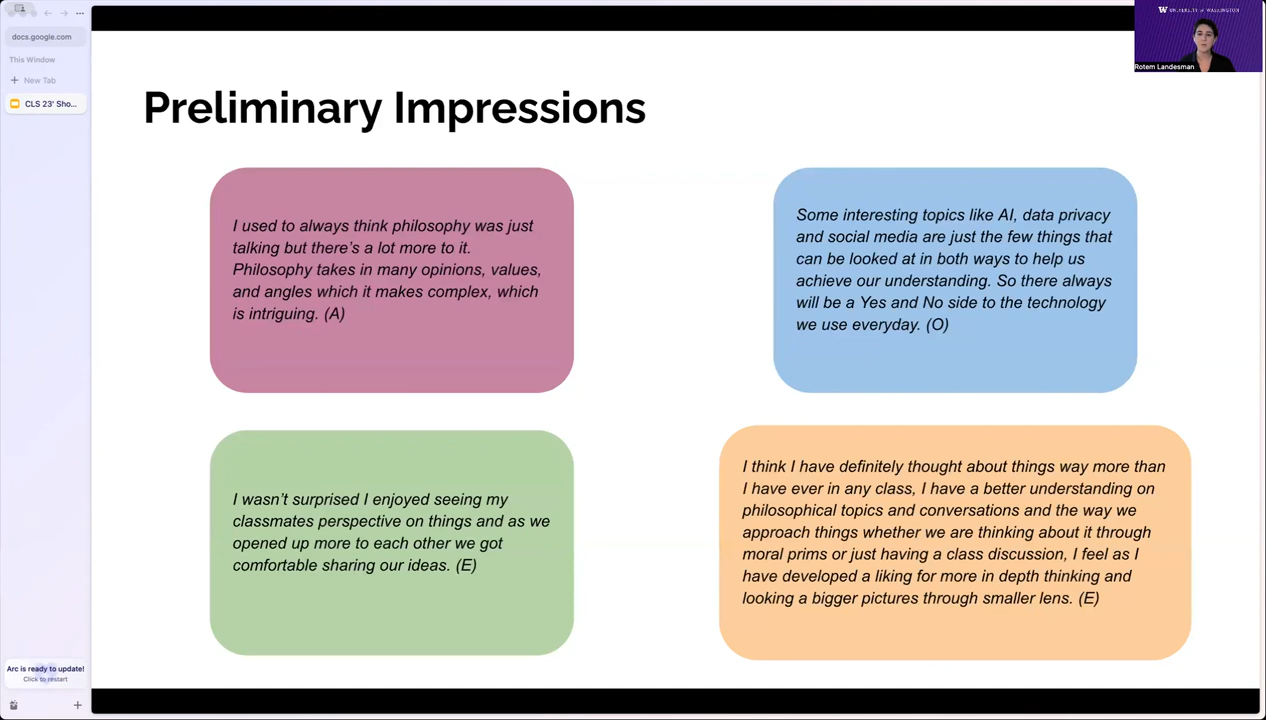 docs.google.com
This Window
New Tab
CLS 23' Sho...
Arc is ready to update!
Click to restart
Preliminary Impressions
I used to always think philosophy was just
talking but there's a lot more to it.
Philosophy takes in many opinions, values,
and angles which it makes complex, which
is intriguing. (A)
Some interesting topics like AI, data privacy
and social media are just the few things that
can be looked at in both ways to help us
achieve our understanding. So there always
will be a Yes and No side to the technology
we use everyday. (O)
I wasn't surprised I enjoyed seeing my
classmates perspective on things and as we
opened up more to each other we got
comfortable sharing our ideas. (E)
I think I have definitely thought about things way more than
I have ever in any class, I have a better understanding on
philosophical topics and conversations and the way we
approach things whether we are thinking about it through
moral prims or just having a class discussion, I feel as I
have developed a liking for more in depth thinking and
looking a bigger pictures through smaller lens. (E)
W UNIVERSITY of WASHINGTON
Rotem Landesman